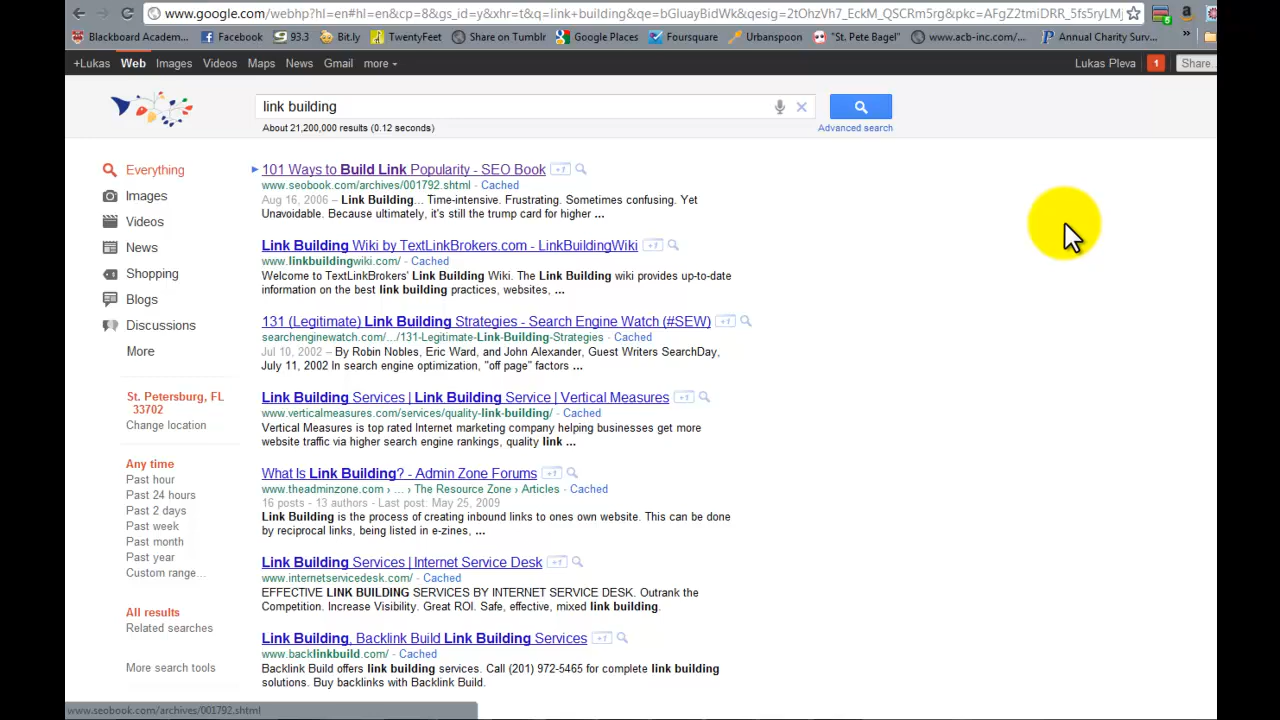 www.google.com/webhp?hl=en#hl=en&cp=8&gs_id=y&xhr=t&q=link+building&qe=bGluayBidWk&qesig=2tOhzVh7_EckM_QSCRm5rg&pkc=AFgZ2tmiDRR_5fs5ryLM
Blackboard Academ... Facebook 93.3 Bit.ly TwentyFeet Share on Tumblr Google Places Foursquare Urbanspoon "St. Pete Bagel" www.acb-inc.com/... Annual Charity Surv... »
+Lukas Web Images Videos Maps News Gmail more Lukas Pleva 1 Share...
link building
About 21,200,000 results (0.12 seconds)
Advanced search
Everything
Images
Videos
News
Shopping
Blogs
Discussions
More
St. Petersburg, FL
33702
Change location
Any time
Past hour
Past 24 hours
Past 2 days
Past week
Past month
Past year
Custom range...
All results
Related searches
More search tools
101 Ways to Build Link Popularity - SEO Book +1
www.seobook.com/archives/001792.shtml - Cached
Aug 16, 2006 – Link Building... Time-intensive. Frustrating. Sometimes confusing. Yet
Unavoidable. Because ultimately, it's still the trump card for higher ...
Link Building Wiki by TextLinkBrokers.com - LinkBuildingWiki +1
www.linkbuildingwiki.com/ - Cached
Welcome to TextLinkBrokers' Link Building Wiki. The Link Building wiki provides up-to-date
information on the best link building practices, websites, ...
131 (Legitimate) Link Building Strategies - Search Engine Watch (#SEW) +1
searchenginewatch.com/.../131-Legitimate-Link-Building-Strategies - Cached
Jul 10, 2002 – By Robin Nobles, Eric Ward, and John Alexander, Guest Writers SearchDay,
July 11, 2002 In search engine optimization, "off page" factors ...
Link Building Services | Link Building Service | Vertical Measures +1
www.verticalmeasures.com/services/quality-link-building/ - Cached
Vertical Measures is top rated Internet marketing company helping businesses get more
website traffic via higher search engine rankings, quality link ...
What Is Link Building? - Admin Zone Forums +1
www.theadminzone.com › ... › The Resource Zone › Articles - Cached
16 posts - 13 authors - Last post: May 25, 2009
Link Building is the process of creating inbound links to ones own website. This can be done
by reciprocal links, being listed in e-zines, ...
Link Building Services | Internet Service Desk +1
www.internetservicedesk.com/ - Cached
EFFECTIVE LINK BUILDING SERVICES BY INTERNET SERVICE DESK. Outrank the
Competition. Increase Visibility. Great ROI. Safe, effective, mixed link building.
Link Building, Backlink Build Link Building Services +1
www.backlinkbuild.com/ - Cached
Backlink Build offers link building services. Call (201) 972-5465 for complete link building
solutions. Buy backlinks with Backlink Build.
www.seobook.com/archives/001792.shtml